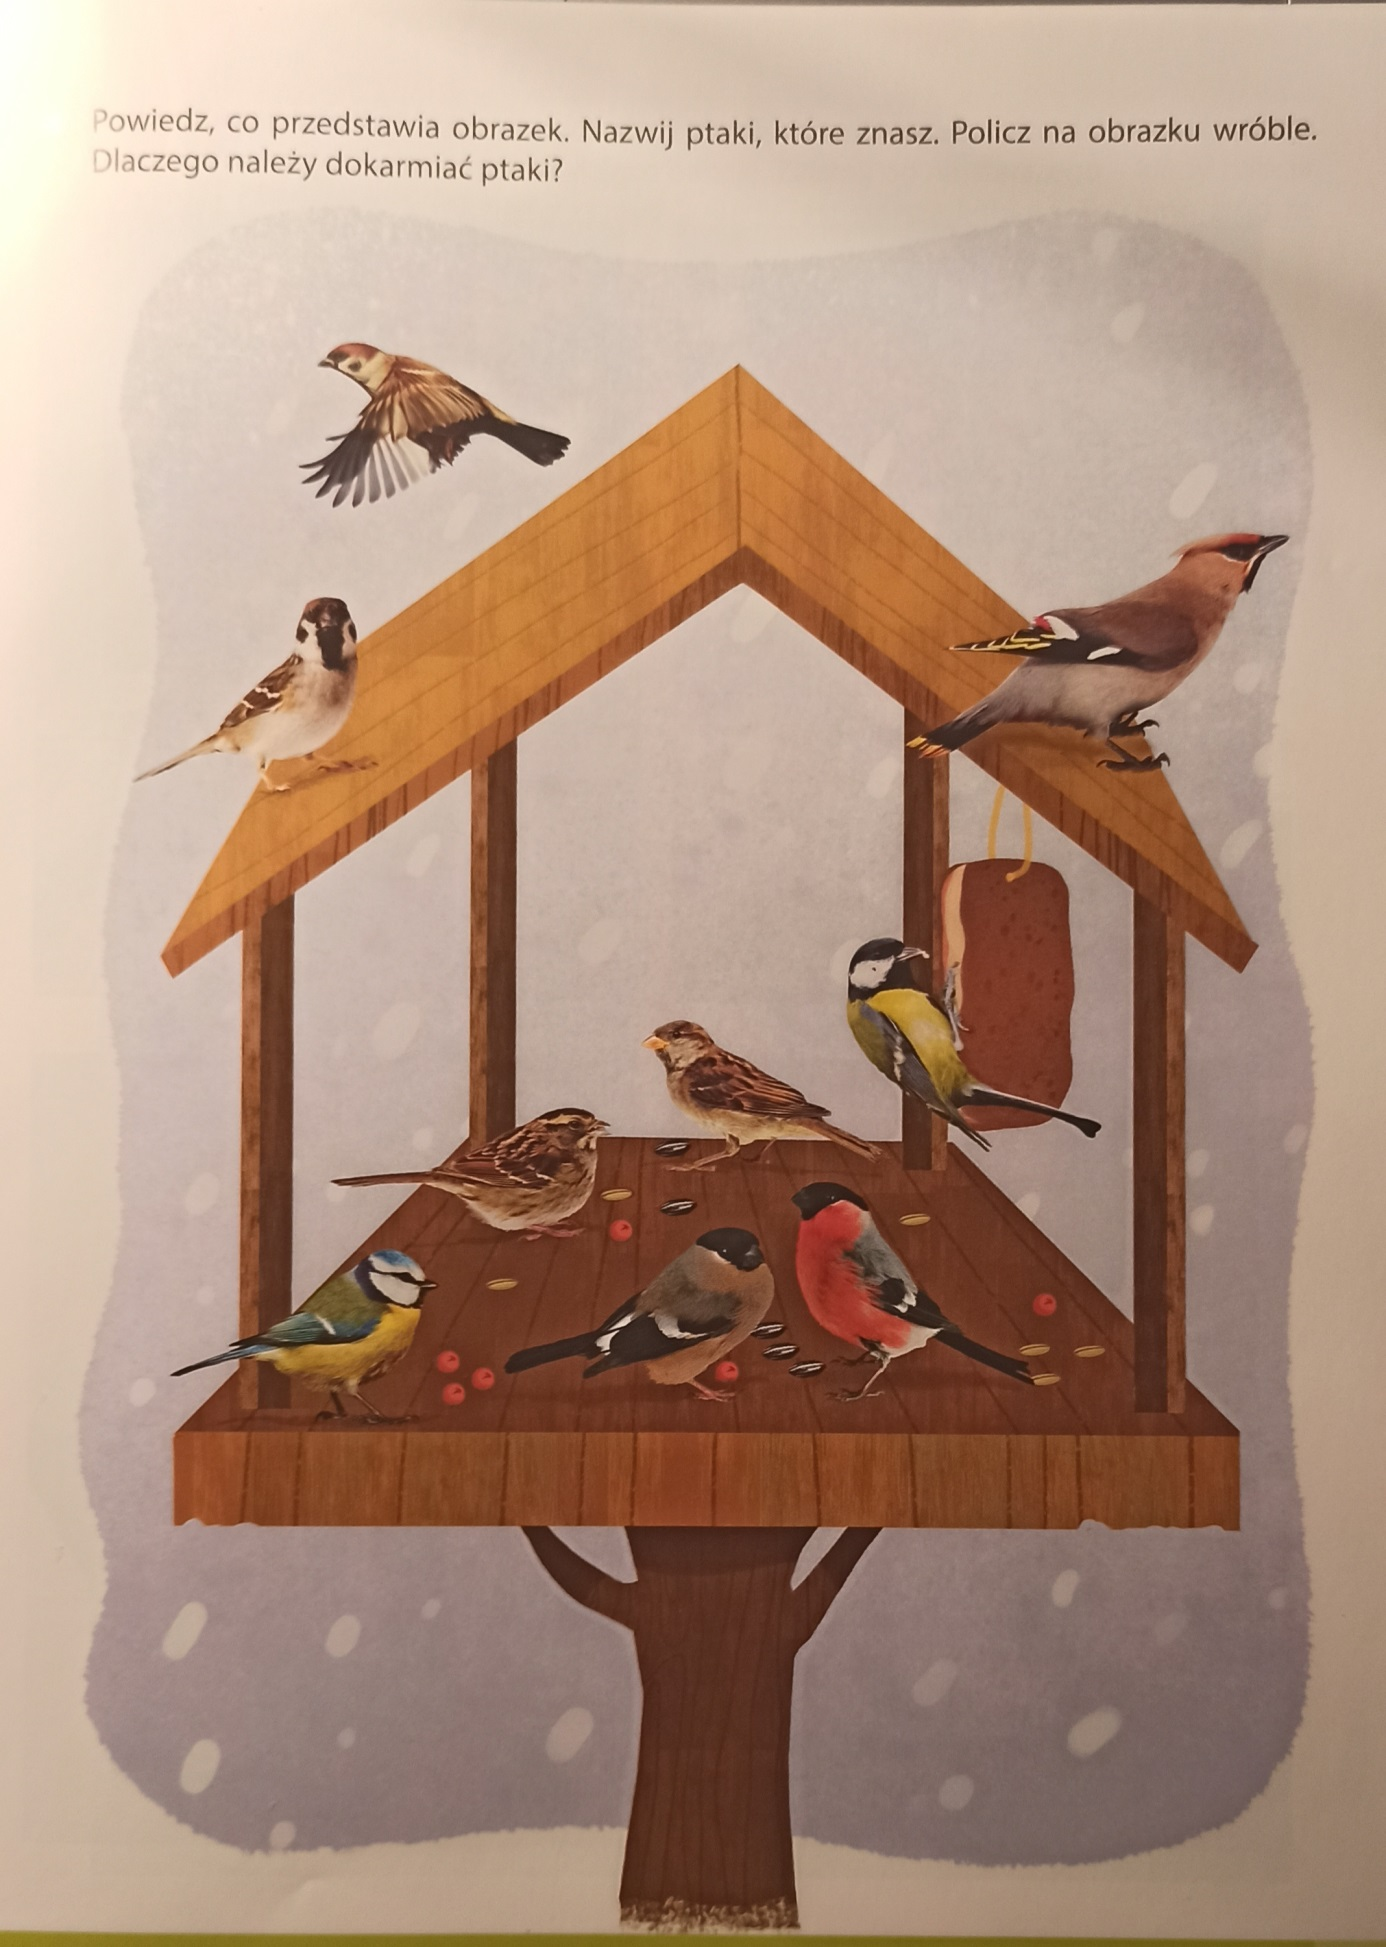 Powiedz, co przedstawia obrazek. Nazwij ptaki, które znasz. Policz na obrazku wróble.
Dlaczego należy dokarmiać ptaki?